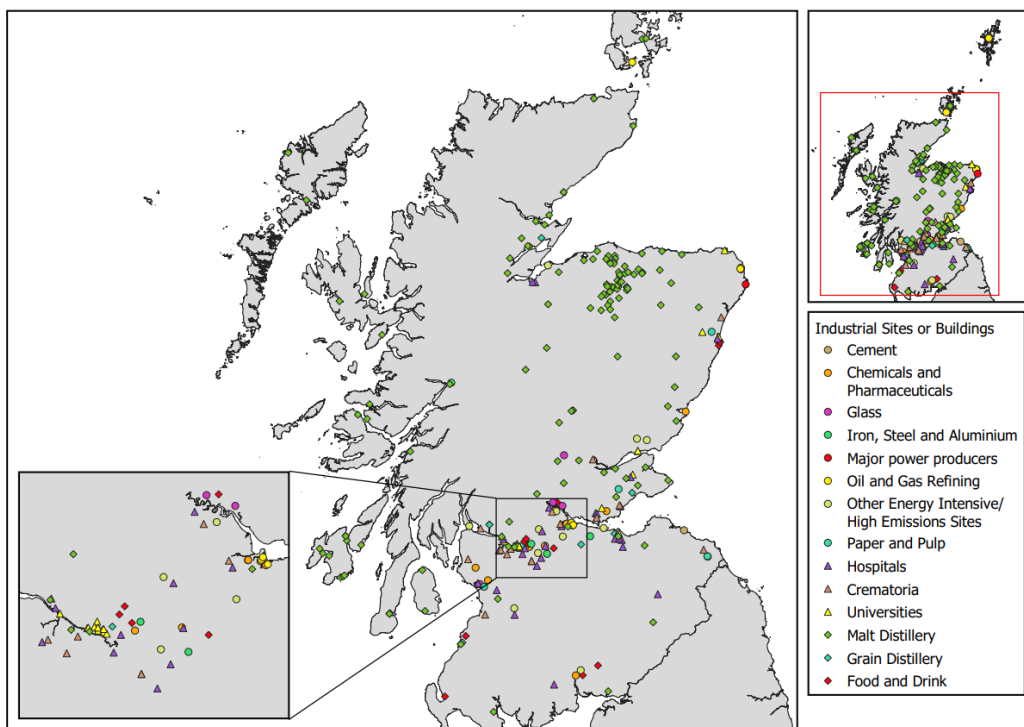 Industrial Sites or Buildings
Cement
Chemicals and
Pharmaceuticals
Glass
Iron, Steel and Aluminium
Major power producers
Oil and Gas Refining
Other Energy Intensive/
High Emissions Sites
Paper and Pulp
Hospitals
Crematoria
Universities
Malt Distillery
Grain Distillery
Food and Drink